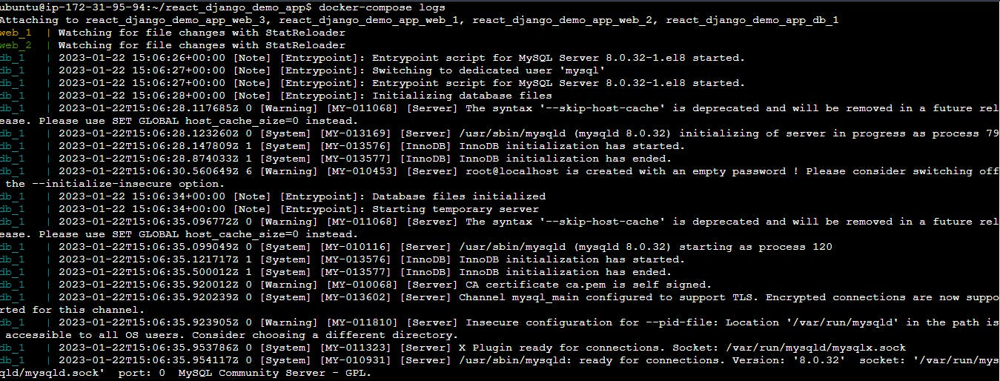 ubuntu@ip-172-31-95-94:~/react_django_demo_app$ docker-compose logs
Attaching to react_django_demo_app_web_3, react_django_demo_app_web_1, react_django_demo_app_web_2, react_django_demo_app_db_1
web_1  | Watching for file changes with StatReloader
web_2  | Watching for file changes with StatReloader
db_1   | 2023-01-22 15:06:26+00:00 [Note] [Entrypoint]: Entrypoint script for MySQL Server 8.0.32-1.el8 started.
db_1   | 2023-01-22 15:06:27+00:00 [Note] [Entrypoint]: Switching to dedicated user 'mysql'
db_1   | 2023-01-22 15:06:27+00:00 [Note] [Entrypoint]: Entrypoint script for MySQL Server 8.0.32-1.el8 started.
db_1   | 2023-01-22 15:06:28+00:00 [Note] [Entrypoint]: Initializing database files
db_1   | 2023-01-22T15:06:28.117685Z 0 [Warning] [MY-011068] [Server] The syntax '--skip-host-cache' is deprecated and will be removed in a future rel
ease. Please use SET GLOBAL host_cache_size=0 instead.
db_1   | 2023-01-22T15:06:28.123260Z 0 [System] [MY-013169] [Server] /usr/sbin/mysqld (mysqld 8.0.32) initializing of server in progress as process 79
db_1   | 2023-01-22T15:06:28.147809Z 1 [System] [MY-013576] [InnoDB] InnoDB initialization has started.
db_1   | 2023-01-22T15:06:28.874033Z 1 [System] [MY-013577] [InnoDB] InnoDB initialization has ended.
db_1   | 2023-01-22T15:06:30.560649Z 6 [Warning] [MY-010453] [Server] root@localhost is created with an empty password ! Please consider switching off
 the --initialize-insecure option.
db_1   | 2023-01-22 15:06:34+00:00 [Note] [Entrypoint]: Database files initialized
db_1   | 2023-01-22 15:06:34+00:00 [Note] [Entrypoint]: Starting temporary server
db_1   | 2023-01-22T15:06:35.096772Z 0 [Warning] [MY-011068] [Server] The syntax '--skip-host-cache' is deprecated and will be removed in a future rel
ease. Please use SET GLOBAL host_cache_size=0 instead.
db_1   | 2023-01-22T15:06:35.099049Z 0 [System] [MY-010116] [Server] /usr/sbin/mysqld (mysqld 8.0.32) starting as process 120
db_1   | 2023-01-22T15:06:35.121717Z 1 [System] [MY-013576] [InnoDB] InnoDB initialization has started.
db_1   | 2023-01-22T15:06:35.500012Z 1 [System] [MY-013577] [InnoDB] InnoDB initialization has ended.
db_1   | 2023-01-22T15:06:35.920012Z 0 [Warning] [MY-010068] [Server] CA certificate ca.pem is self signed.
db_1   | 2023-01-22T15:06:35.920239Z 0 [System] [MY-013602] [Server] Channel mysql_main configured to support TLS. Encrypted connections are now suppo
rted for this channel.
db_1   | 2023-01-22T15:06:35.923905Z 0 [Warning] [MY-011810] [Server] Insecure configuration for --pid-file: Location '/var/run/mysqld' in the path is
 accessible to all OS users. Consider choosing a different directory.
db_1   | 2023-01-22T15:06:35.953786Z 0 [System] [MY-011323] [Server] X Plugin ready for connections. Socket: /var/run/mysqld/mysqlx.sock
db_1   | 2023-01-22T15:06:35.954117Z 0 [System] [MY-010931] [Server] /usr/sbin/mysqld: ready for connections. Version: '8.0.32'  socket: '/var/run/mys
qld/mysqld.sock'  port: 0  MySQL Community Server - GPL.